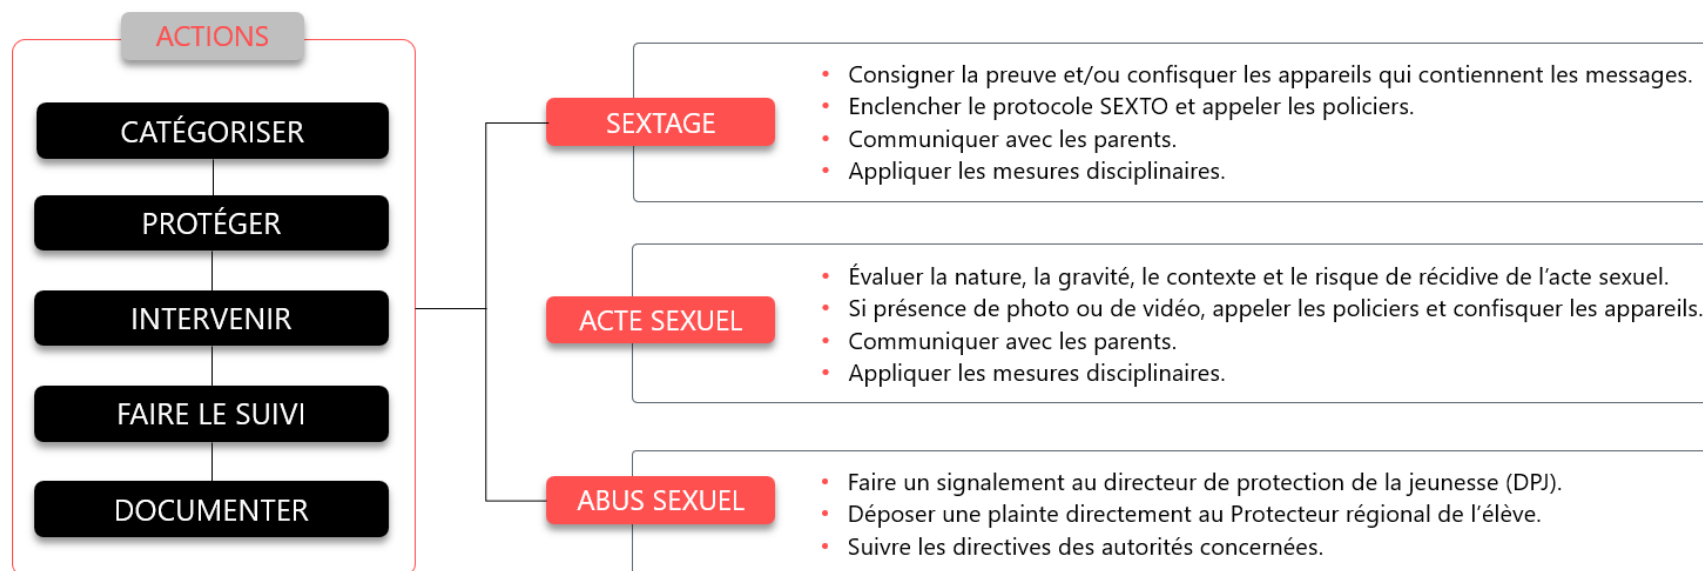 ACTIONS
CATÉGORISER
PROTÉGER
INTERVENIR
FAIRE LE SUIVI
DOCUMENTER
SEXTAGE
• Consigner la preuve et/ou confisquer les appareils qui contiennent les messages.
• Enclencher le protocole SEXTO et appeler les policiers.
• Communiquer avec les parents.
• Appliquer les mesures disciplinaires.
ACTE SEXUEL
• Évaluer la nature, la gravité, le contexte et le risque de récidive de l'acte sexuel.
• Si présence de photo ou de vidéo, appeler les policiers et confisquer les appareils.
• Communiquer avec les parents.
• Appliquer les mesures disciplinaires.
ABUS SEXUEL
• Faire un signalement au directeur de protection de la jeunesse (DPJ).
• Déposer une plainte directement au Protecteur régional de l'élève.
• Suivre les directives des autorités concernées.